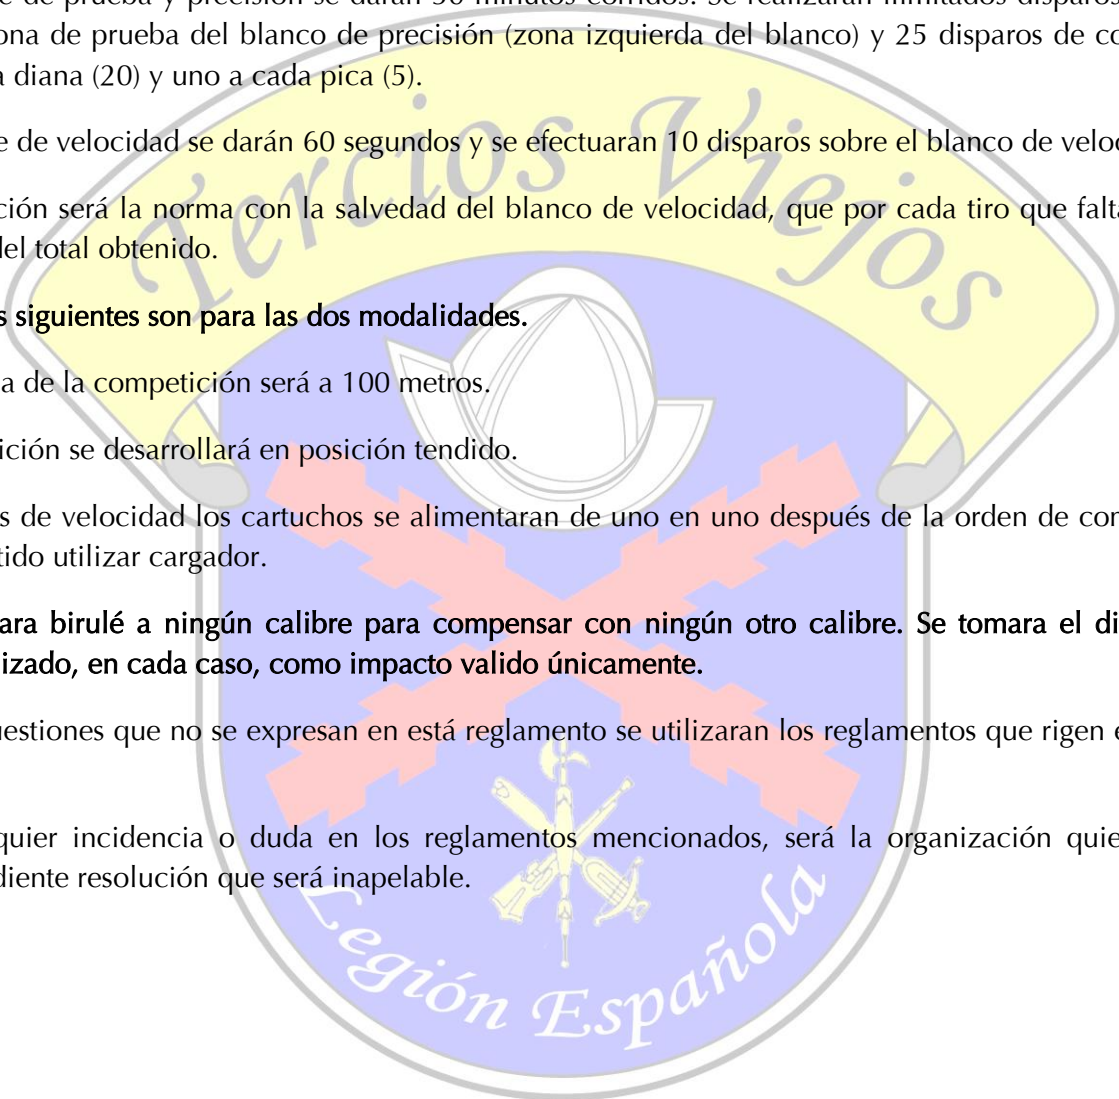 de prueba y precisión se darán 30 minutos corridos. Se realizarán ilimitados disparos
zona de prueba del blanco de precisión (zona izquierda del blanco) y 25 disparos de
a diana (20) y uno a cada pica (5).
e de velocidad se darán 60 segundos y se efectuaran 10 disparos sobre el blanco de
ción será la norma con la salvedad del blanco de velocidad, que por cada tiro que
del total obtenido.
s siguientes son para las dos modalidades.
a de la competición será a 100 metros.
ición se desarrollará en posición tendido.
s de velocidad los cartuchos se alimentaran de uno en uno después de la orden de
tido utilizar cargador.
ara birulé a ningún calibre para compensar con ningún otro calibre. Se tomara el
izado, en cada caso, como impacto valido únicamente.
uestiones que no se expresan en está reglamento se utilizaran los reglamentos que rigen
quier incidencia o duda en los reglamentos mencionados, será la organización
diente resolución que será inapelable.
Tercios Viejos
Legión Española